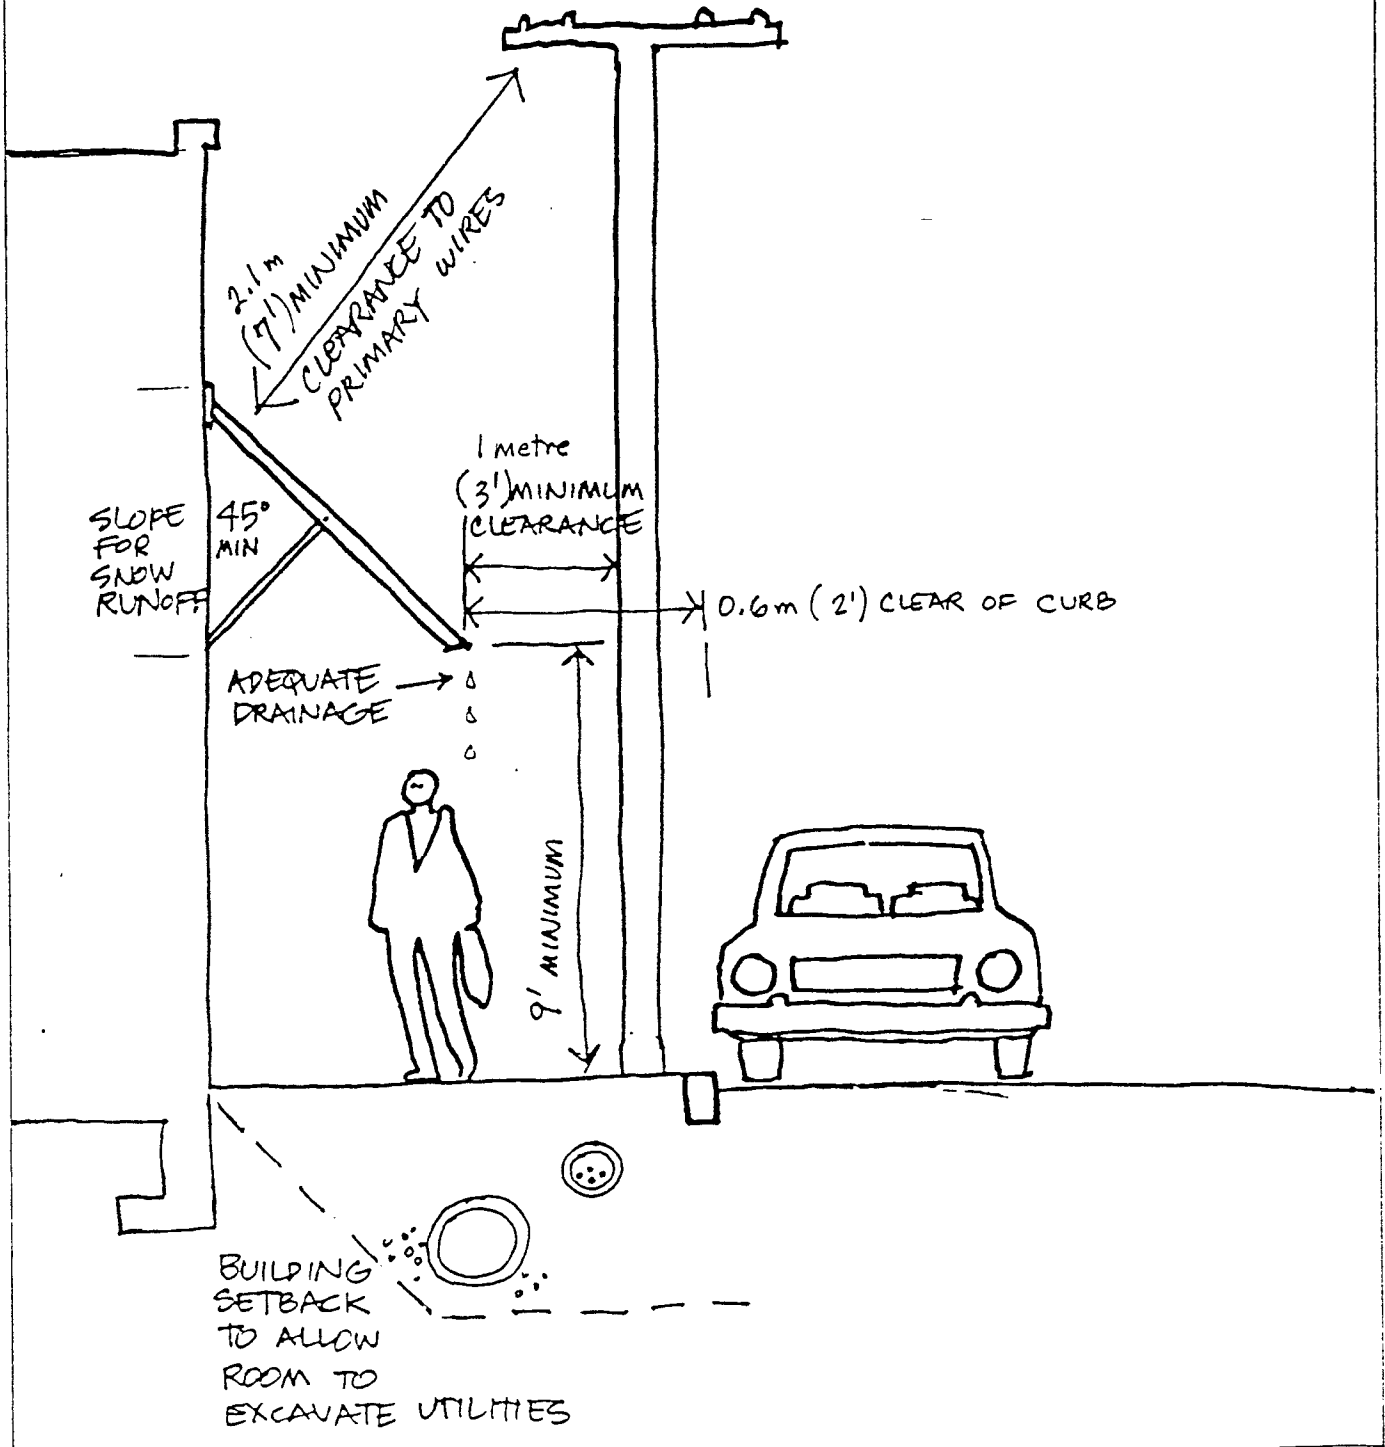 2.1m
(7')MINIMUM
CLEARANCE TO
PRIMARY WIRES
1 metre
(3')MINIMUM
CLEARANCE
SLOPE
FOR
SNOW
RUNOFF
45°
MIN
0.6m (2') CLEAR OF CURB
ADEQUATE
DRAINAGE
9' MINIMUM
BUILDING
SETBACK
TO ALLOW
ROOM TO
EXCAVATE UTILITIES